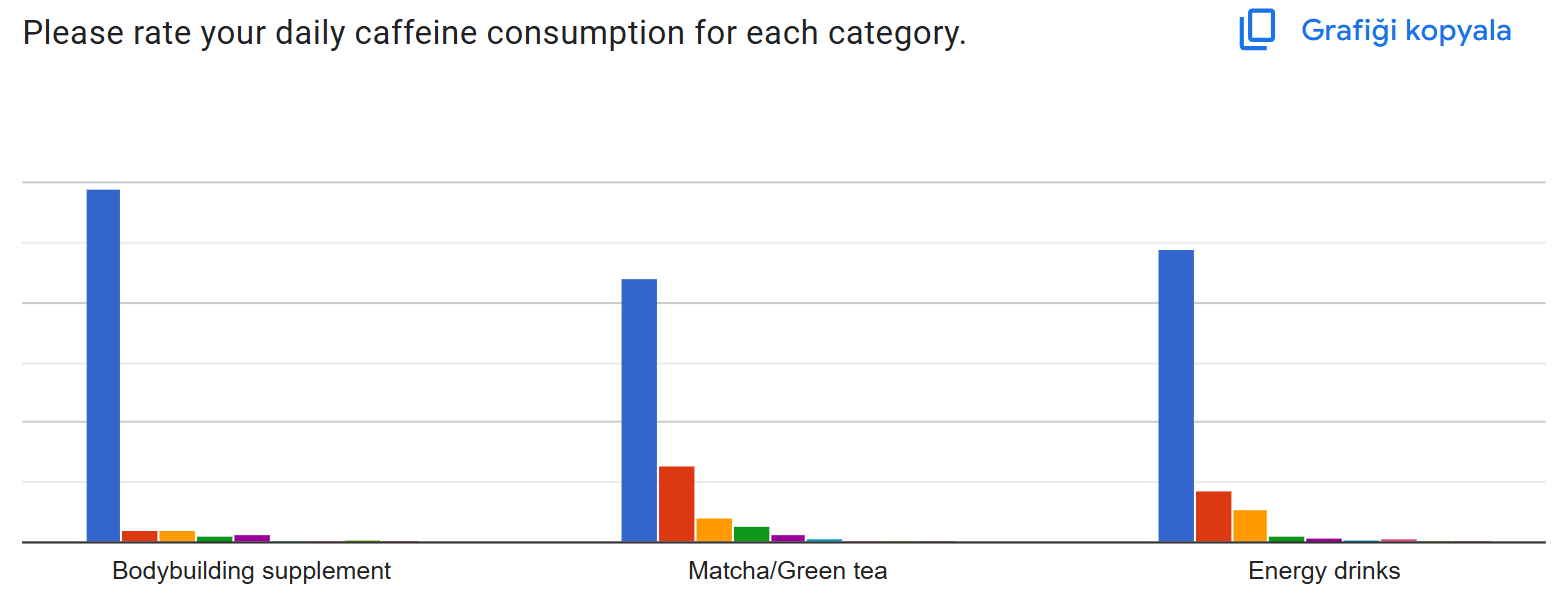 Please rate your daily caffeine consumption for each category.
Grafiği kopyala
Bodybuilding supplement
Matcha/Green tea
Energy drinks